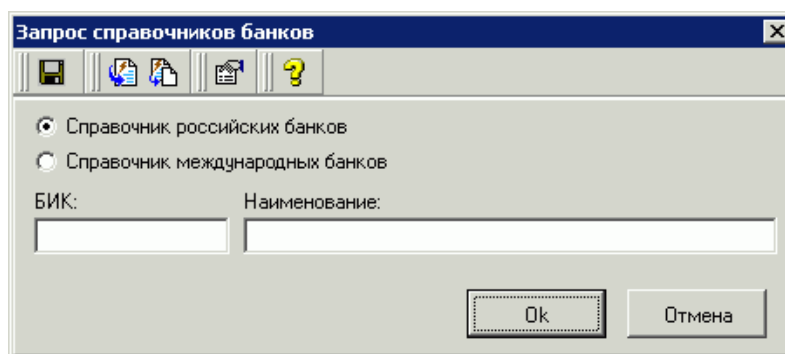 Запрос справочников банков
Справочник российских банков
Справочник международных банков
БИК: Наименование:
Ok Отмена